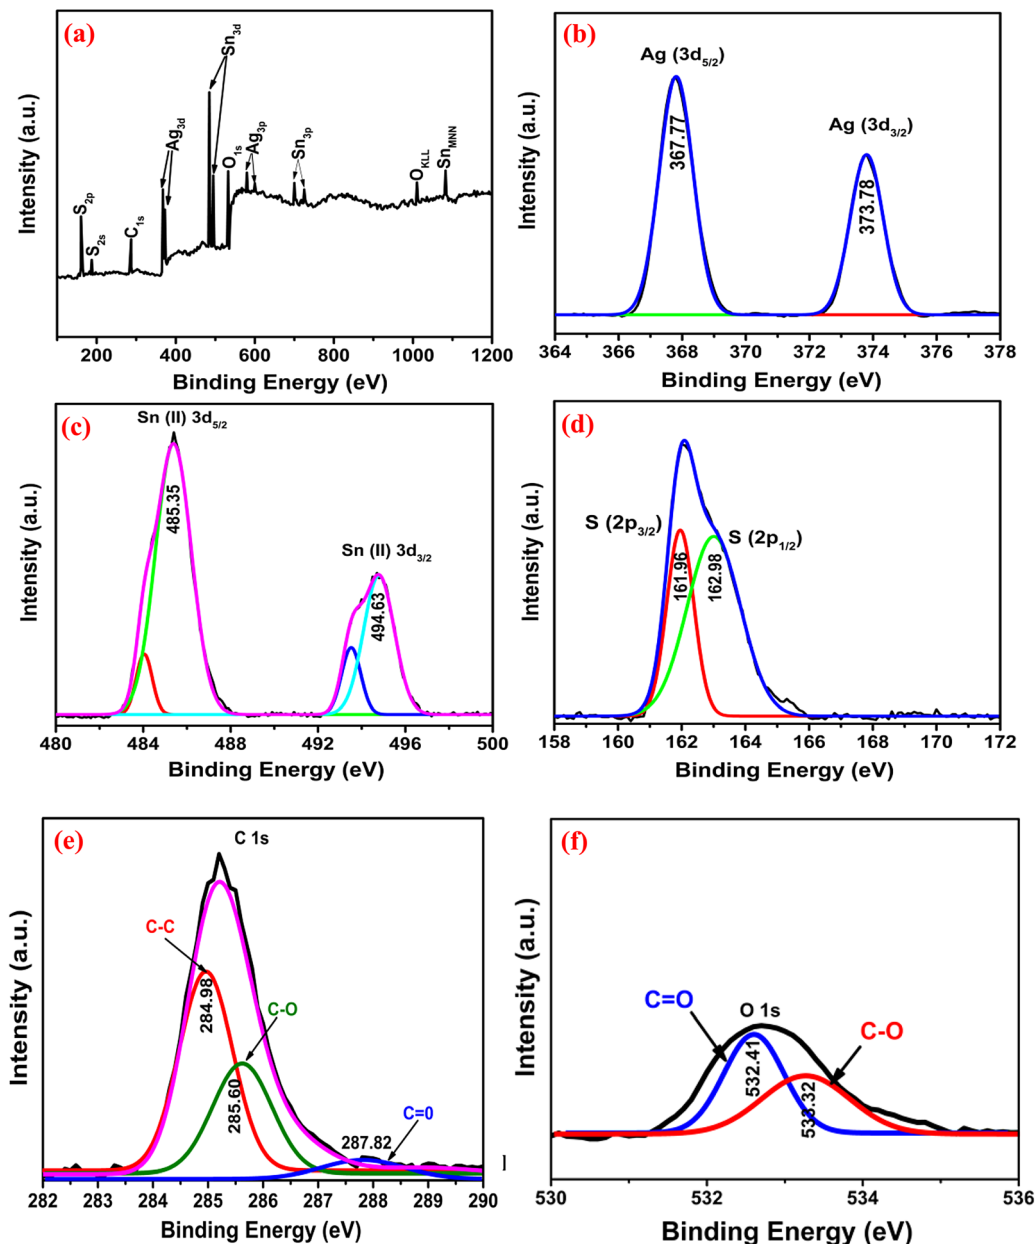 (a)
Intensity (a.u.)
S2p
S2s
C1s
Ag3d
Sn3d
O1s
Ag3p
Sn3p
OKLL
SnMNN
200 400 600 800 1000 1200
Binding Energy (eV)
(b)
Intensity (a.u.)
Ag (3d5/2)
367.77
Ag (3d3/2)
373.78
364 366 368 370 372 374 376 378
Binding Energy (eV)
(c)
Intensity (a.u.)
Sn (II) 3d5/2
485.35
Sn (II) 3d3/2
494.63
480 484 488 492 496 500
Binding Energy (eV)
(d)
Intensity (a.u.)
S (2p3/2)
161.96
S (2p1/2)
162.98
158 160 162 164 166 168 170 172
Binding Energy (eV)
(e)
Intensity (a.u.)
C 1s
C-C
284.98
C-O
285.60
C=0
287.82
282 283 284 285 286 287 288 289 290
Binding Energy (eV)
]
(f)
Intensity (a.u.)
O 1s
C=O
532.41
C-O
533.32
530 532 534 536
Binding Energy (eV)